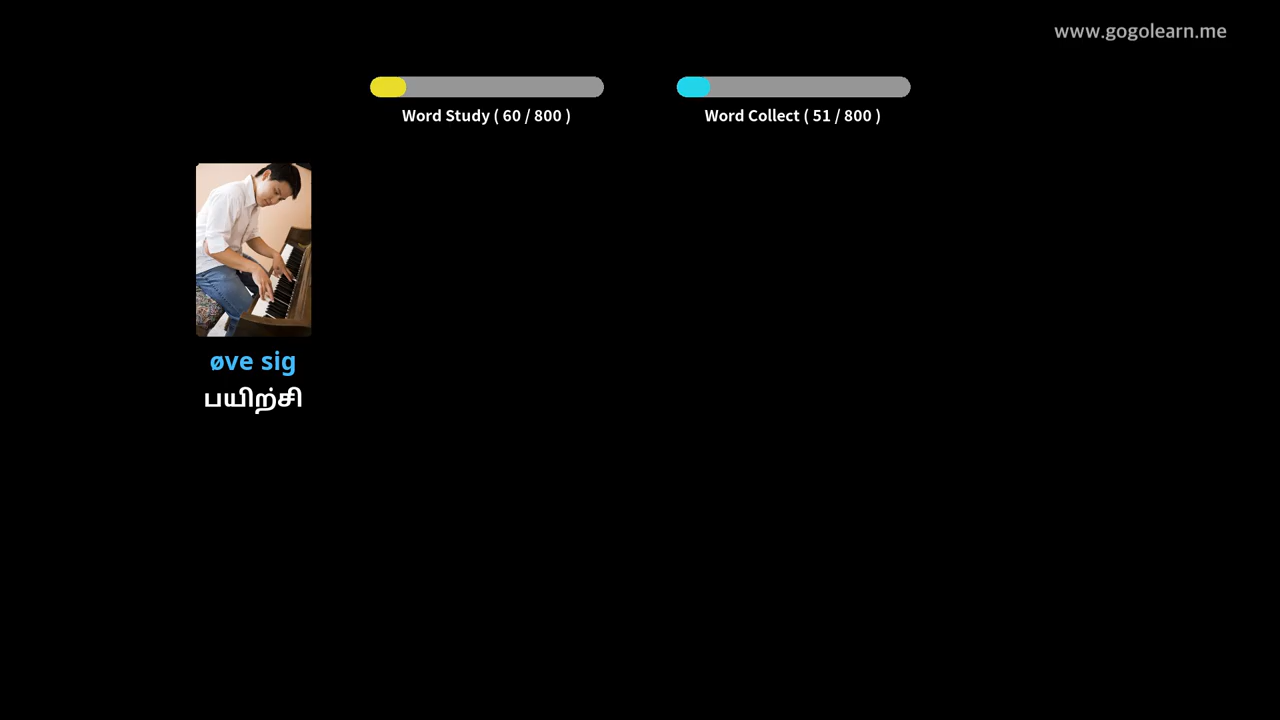 www.gogolearn.me
Word Study ( 60 / 800 )
Word Collect ( 51 / 800 )
øve sig
பயிற்சி